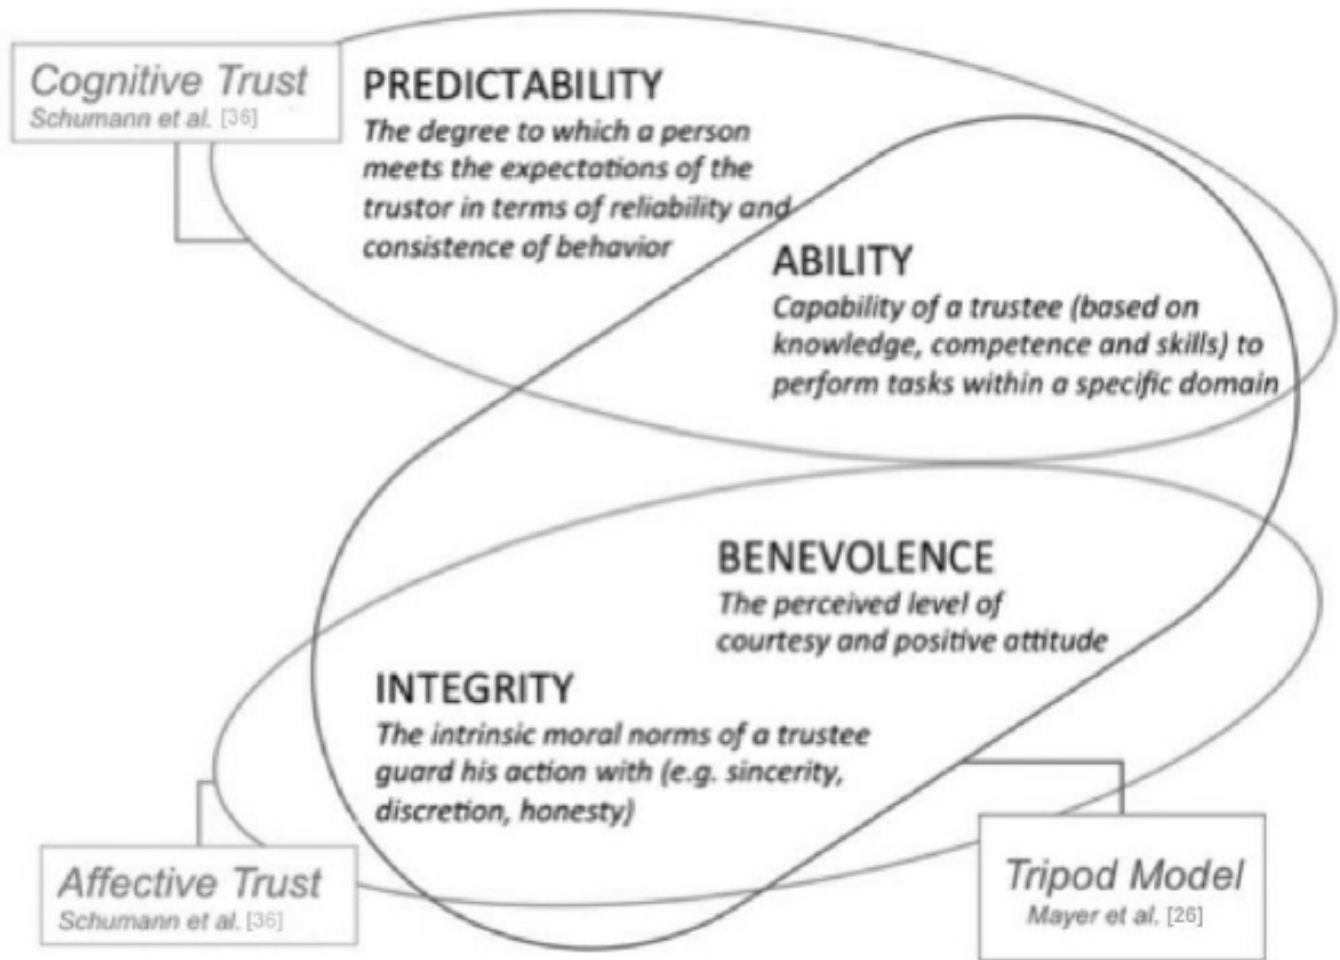 Cognitive Trust
Schumann et al. [36]
PREDICTABILITY
The degree to which a person
meets the expectations of the
trustor in terms of reliability and
consistence of behavior
ABILITY
Capability of a trustee (based on
knowledge, competence and skills) to
perform tasks within a specific domain
BENEVOLENCE
The perceived level of
courtesy and positive attitude
INTEGRITY
The intrinsic moral norms of a trustee
guard his action with (e.g. sincerity,
discretion, honesty)
Affective Trust
Schumann et al. [36]
Tripod Model
Mayer et al. [26]